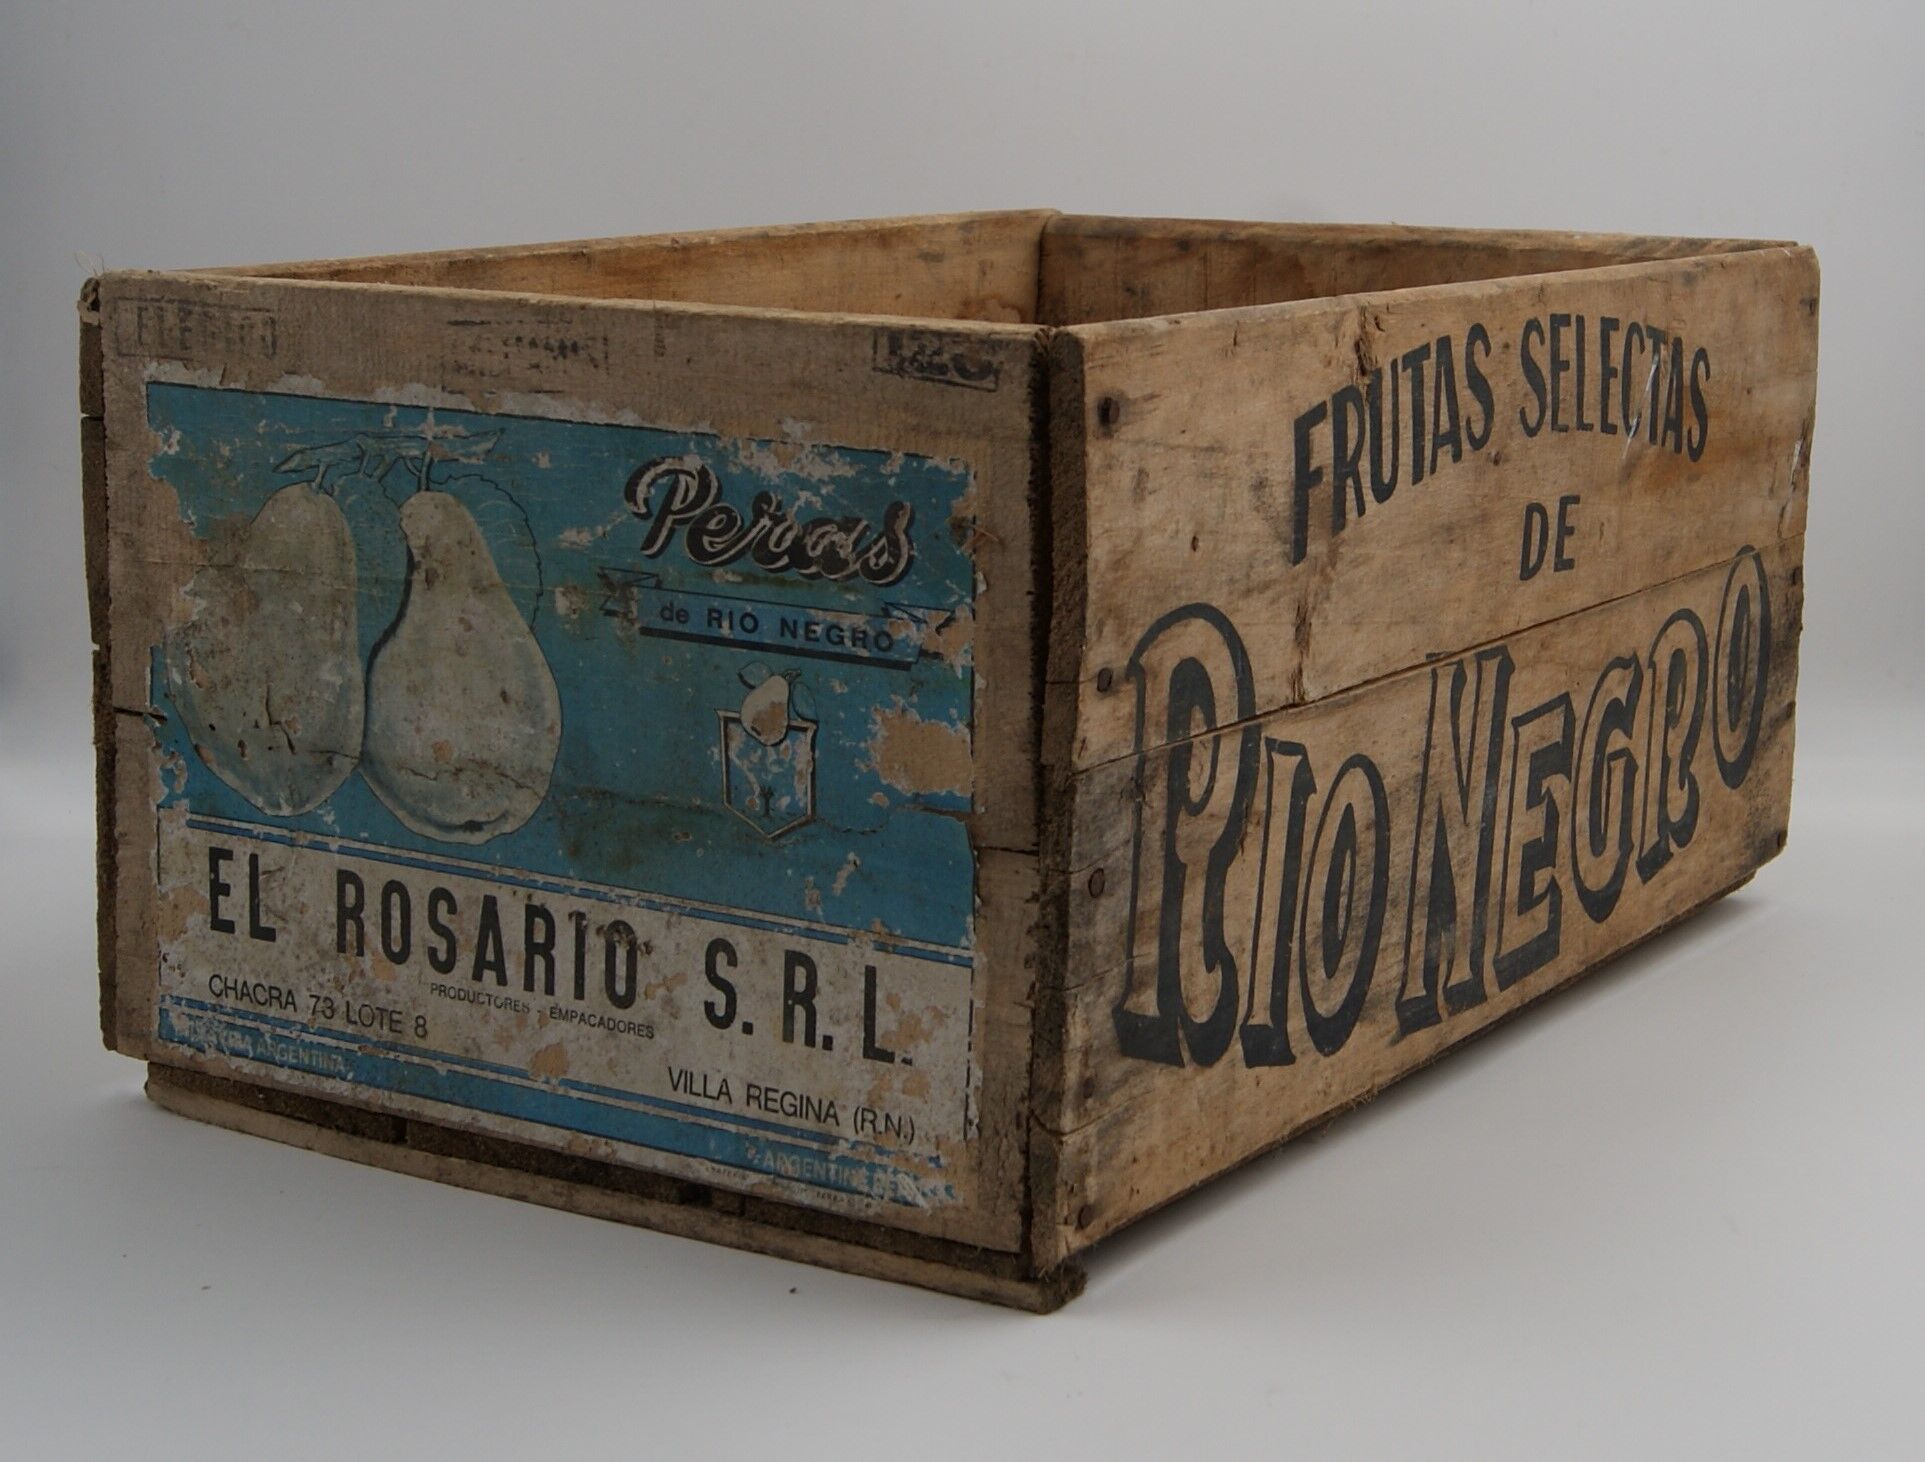 Peras
de RIO NEGRO
EL ROSARIO S.R.L.
PRODUCTORES - EMPACADORES
CHACRA 73 LOTE 8
VILLA REGINA (R.N.)
ARGENTINA
FRUTAS SELECTAS
DE
RIO NEGRO